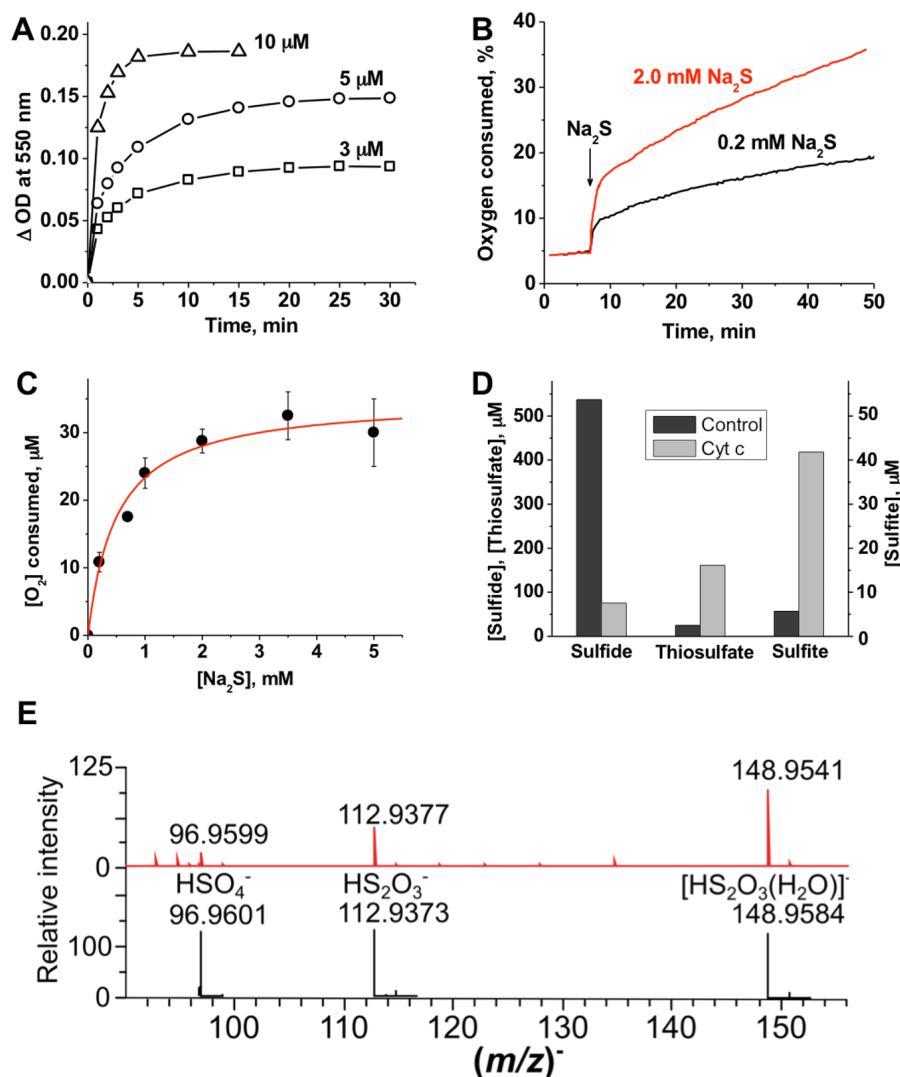 A
Δ OD at 550 nm
0.20
0.15
0.10
0.05
0.00
10 μM
5 μM
3 μM
0 5 10 15 20 25 30
Time, min
B
Oxygen consumed, %
40
30
20
10
0
2.0 mM Na₂S
Na₂S
0.2 mM Na₂S
0 10 20 30 40 50
Time, min
C
[O₂] consumed, μM
30
20
10
0
0 1 2 3 4 5
[Na₂S], mM
D
[Sulfide], [Thiosulfate], μM
500
400
300
200
100
0
Control
Cyt c
50
40
30
20
10
0
[Sulfite], μM
Sulfide Thiosulfate Sulfite
E
Relative intensity
125
0
96.9599 112.9377 148.9541
HSO₄⁻ HS₂O₃⁻ [HS₂O₃(H₂O)]⁻
96.9601 112.9373 148.9584
100
0
100 110 120 130 140 150
(m/z)⁻